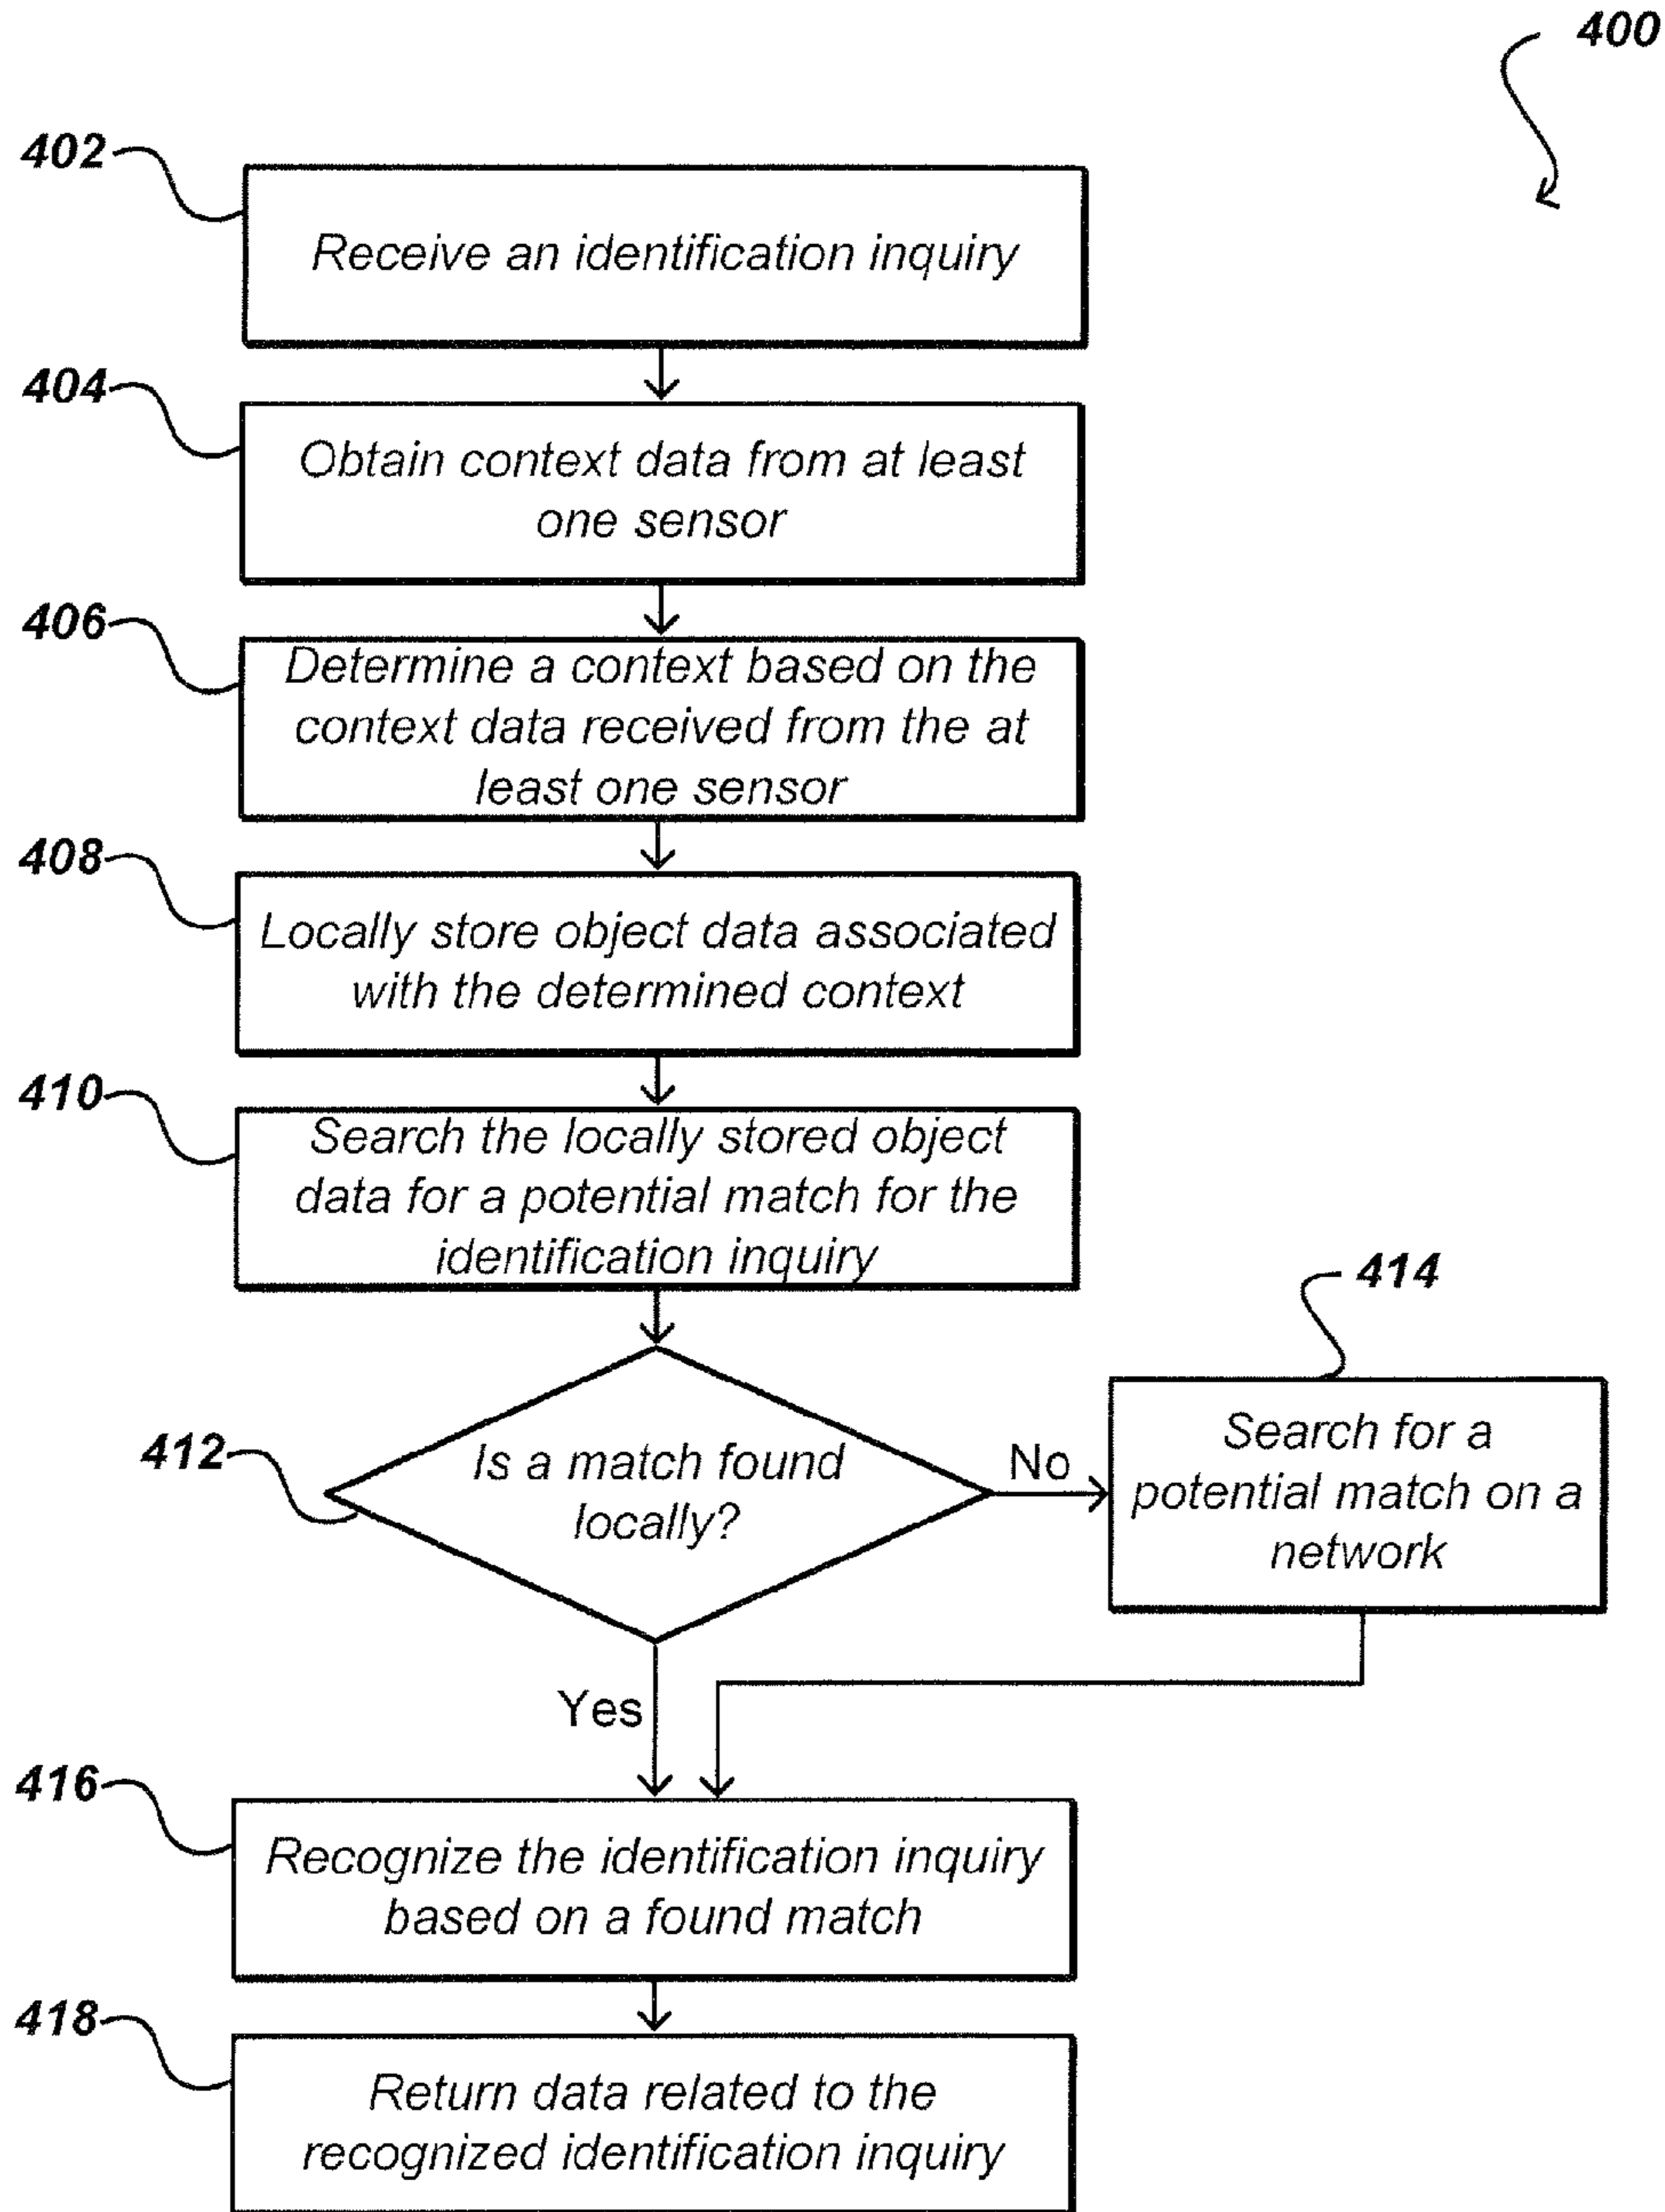 400
402
Receive an identification inquiry
404
Obtain context data from at least
one sensor
406
Determine a context based on the
context data received from the at
least one sensor
408
Locally store object data associated
with the determined context
410
Search the locally stored object
data for a potential match for the
identification inquiry
414
412
Is a match found
locally?
No
Search for a
potential match on a
network
Yes
416
Recognize the identification inquiry
based on a found match
418
Return data related to the
recognized identification inquiry